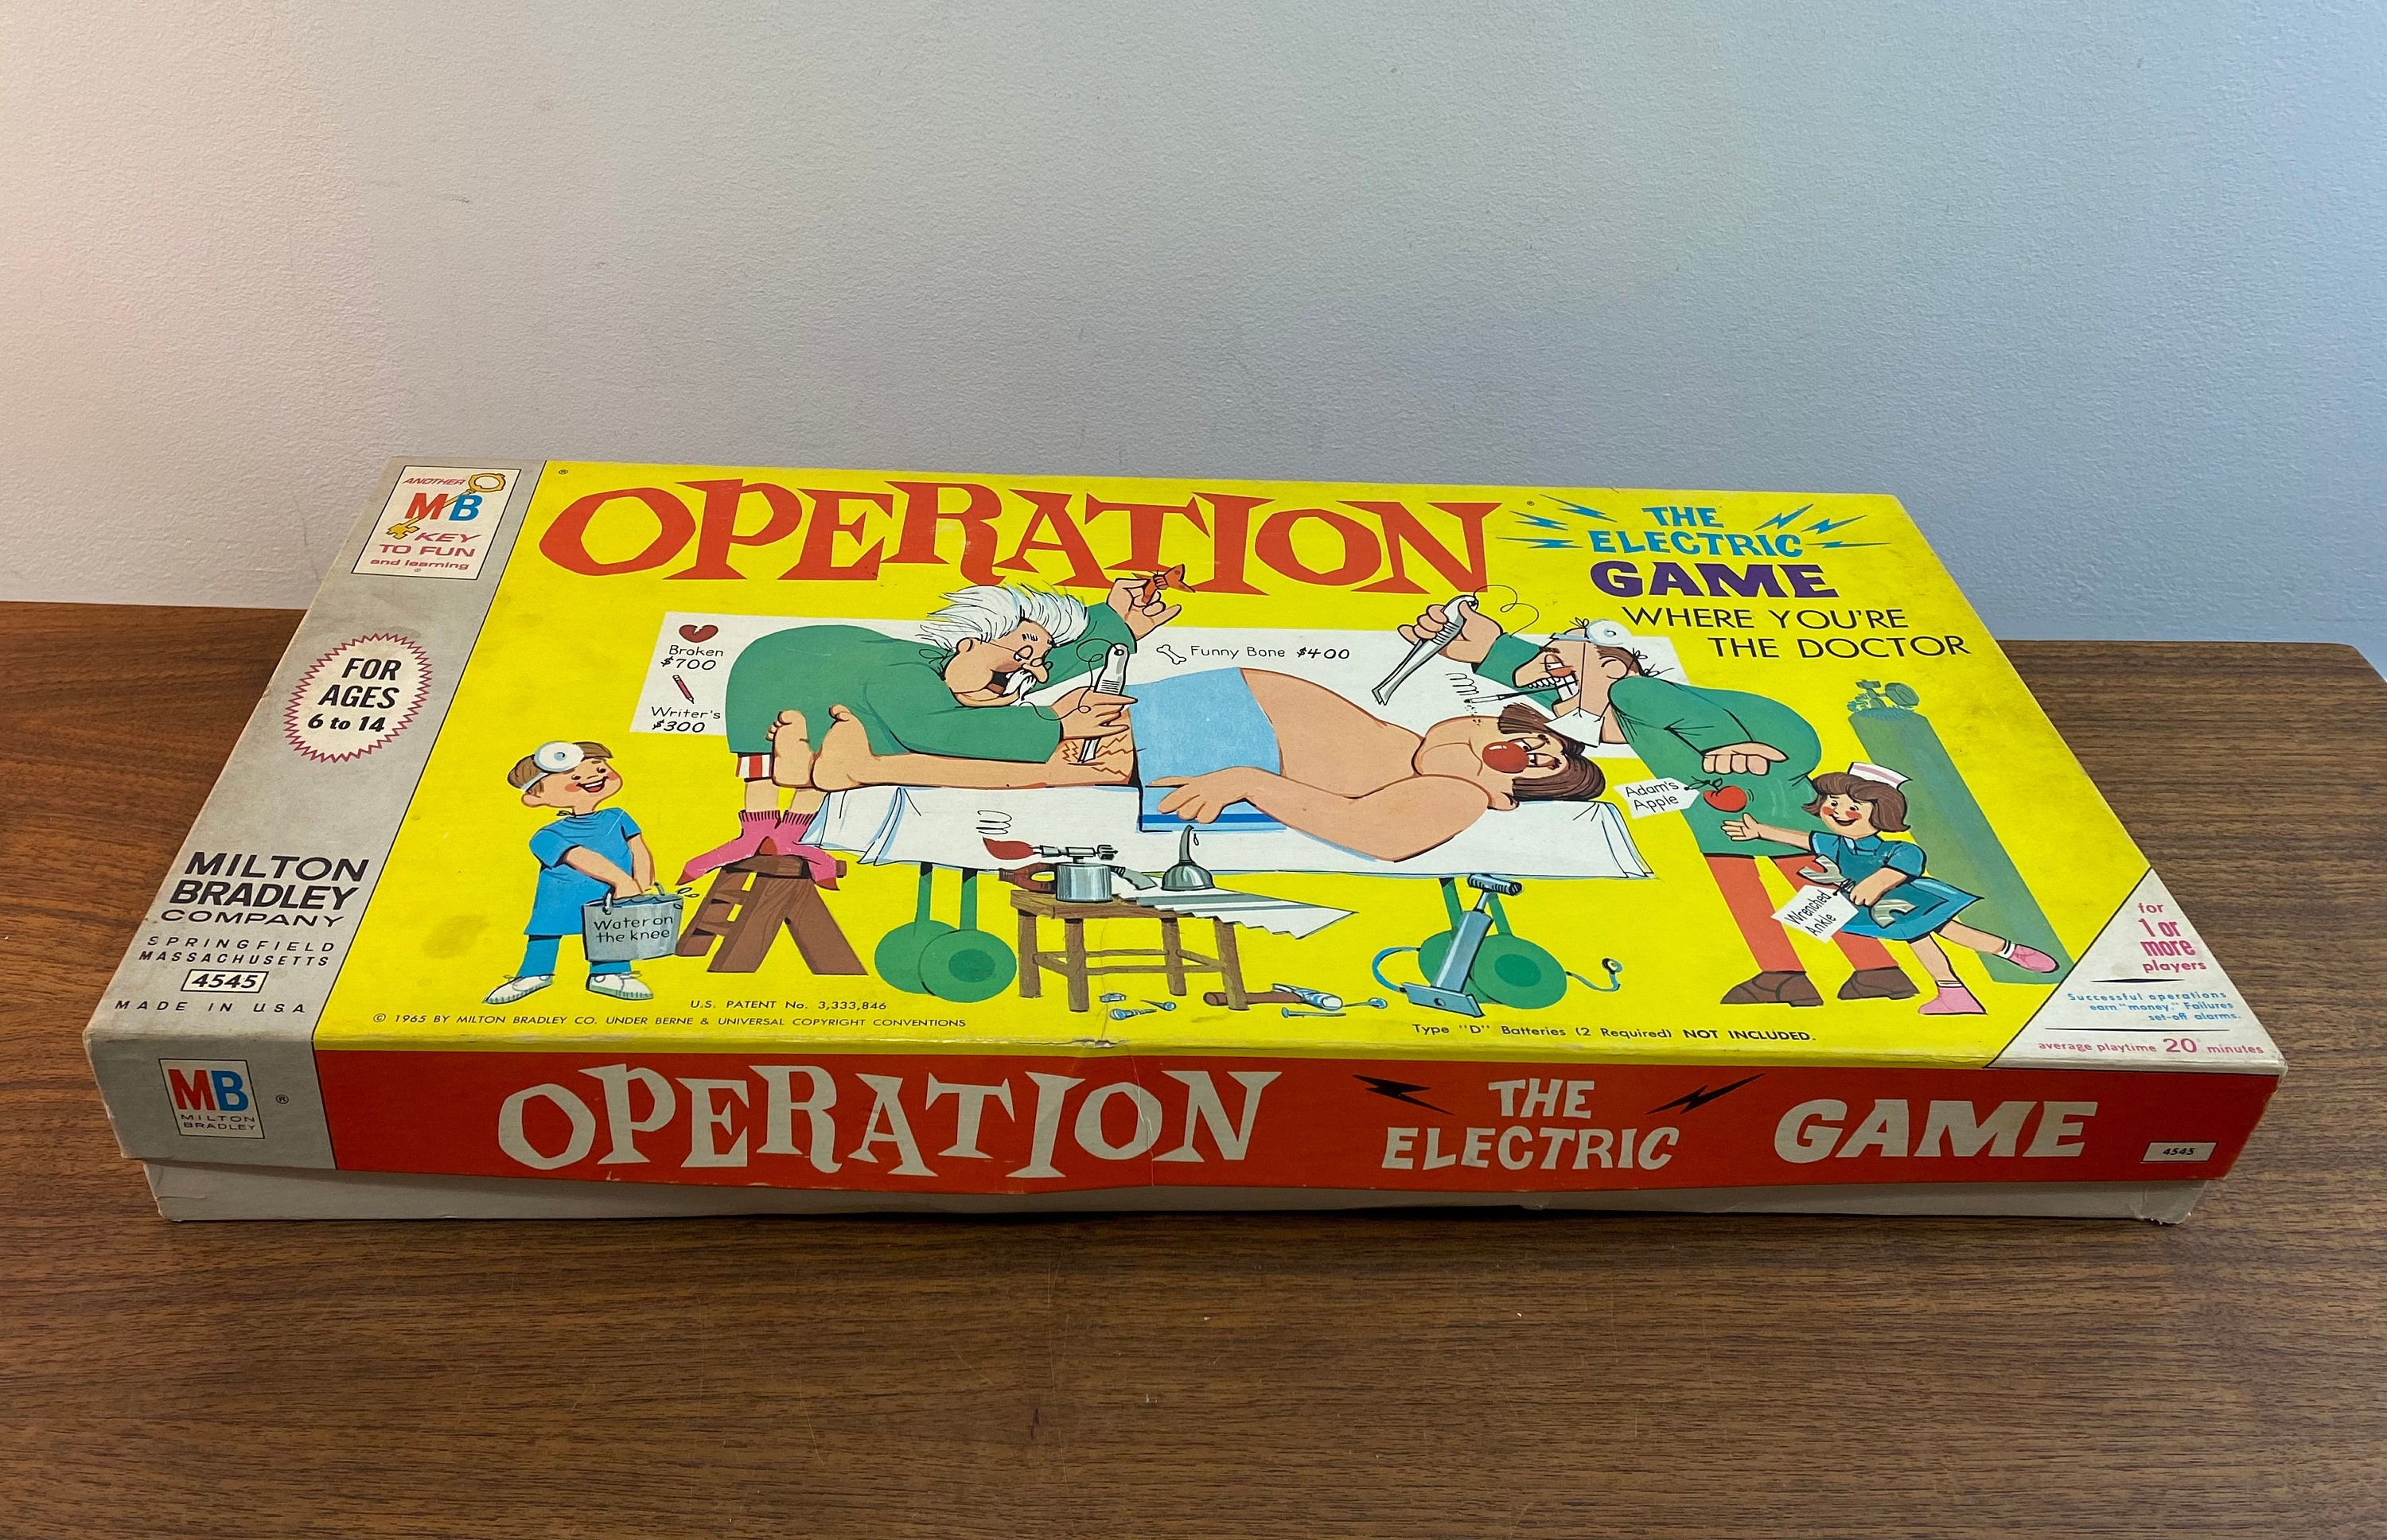 ANOTHER
MB
KEY
TO FUN
and learning
®
FOR
AGES
6 to 14
MILTON
BRADLEY
COMPANY
SPRINGFIELD
MASSACHUSETTS
4545
MADE IN U.S.A.
®
OPERATION®
THE
ELECTRIC
GAME
WHERE YOU'RE
THE DOCTOR
Broken
$700
Writer's
$300
Funny Bone $400
Adam's
Apple
Water on
the knee
Wrenched
Ankle
U.S. PATENT No. 3,333,846
© 1965 BY MILTON BRADLEY CO. UNDER BERNE & UNIVERSAL COPYRIGHT CONVENTIONS
Type "D" Batteries (2 Required) NOT INCLUDED.
for
1 or
more
players
Successful operations
earn "money." Failures
set-off alarms.
average playtime 20 minutes
MB
MILTON
BRADLEY
®
OPERATION
THE
ELECTRIC
GAME
4545